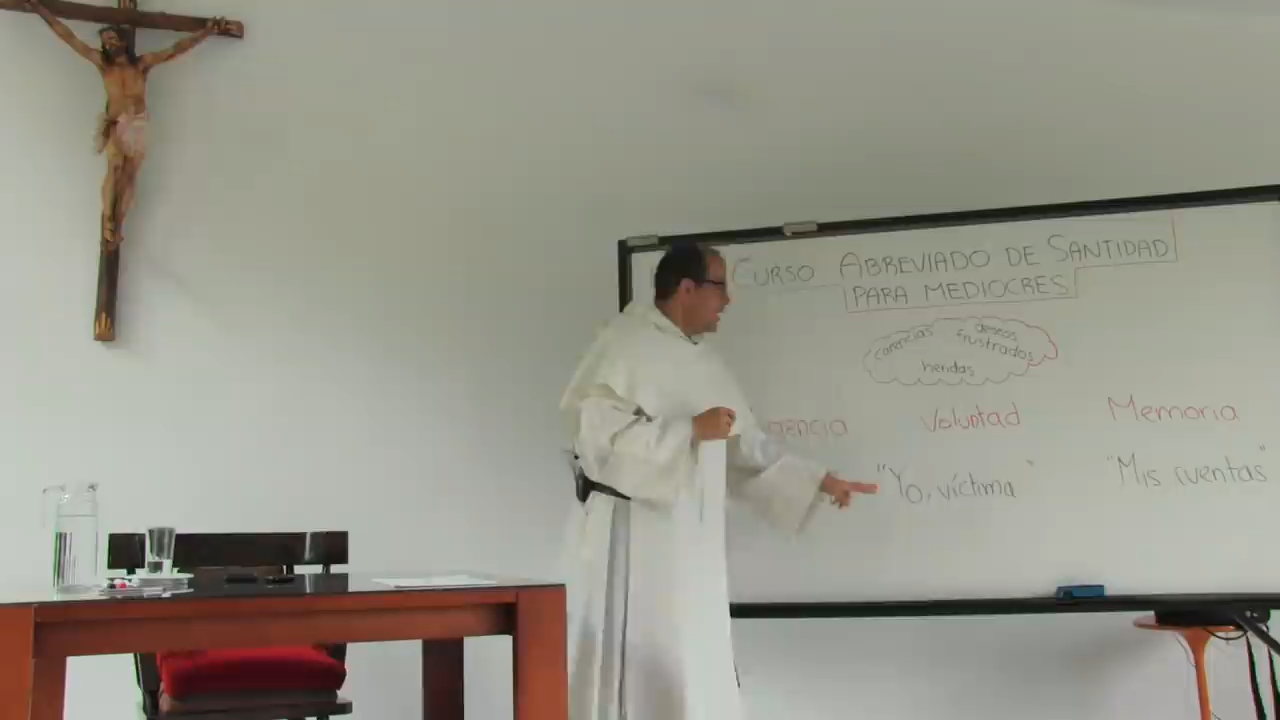 CURSO ABREVIADO DE SANTIDAD
PARA MEDIOCRES
carencias deseos
frustrados
heridas
Voluntad Memoria
"Yo, víctima" "Mis cuentas"